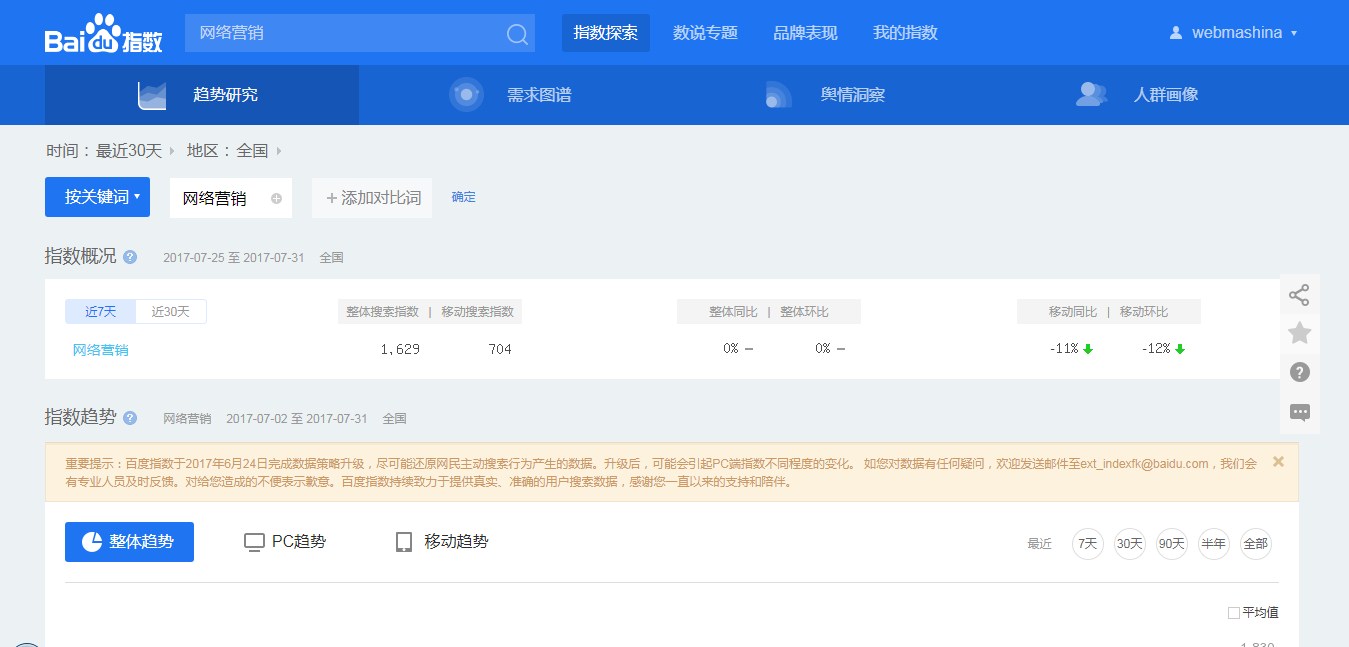 Bai du 指数 网络营销 指数探索 数说专题 品牌表现 我的指数 webmashina
趋势研究 需求图谱 舆情洞察 人群画像
时间：最近30天 地区：全国
按关键词 网络营销 +添加对比词 确定
指数概况 ? 2017-07-25 至 2017-07-31 全国
近7天 近30天 整体搜索指数 | 移动搜索指数 整体同比 | 整体环比 移动同比 | 移动环比
网络营销 1,629 704 0% – 0% – -11% -12%
指数趋势 ? 网络营销 2017-07-02 至 2017-07-31 全国
重要提示：百度指数于2017年6月24日完成数据策略升级，尽可能还原网民主动搜索行为产生的数据。升级后，可能会引起PC端指数不同程度的变化。 如您对数据有任何疑问，欢迎发送邮件至ext_indexfk@baidu.com，我们会
有专业人员及时反馈。对给您造成的不便表示歉意。百度指数持续致力于提供真实、准确的用户搜索数据，感谢您一直以来的支持和陪伴。
整体趋势 PC趋势 移动趋势 最近 7天 30天 90天 半年 全部
平均值